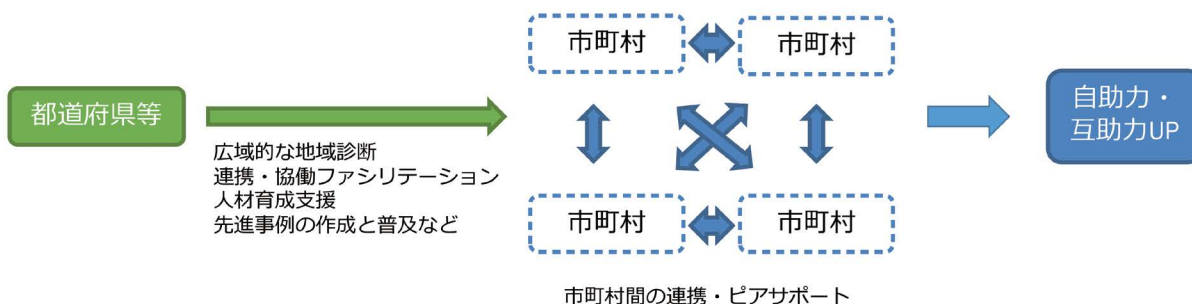 市町村
市町村
都道府県等
広域的な地域診断
連携・協働ファシリテーション
人材育成支援
先進事例の作成と普及など
市町村
市町村
市町村間の連携・ピアサポート
自助力・
互助力UP